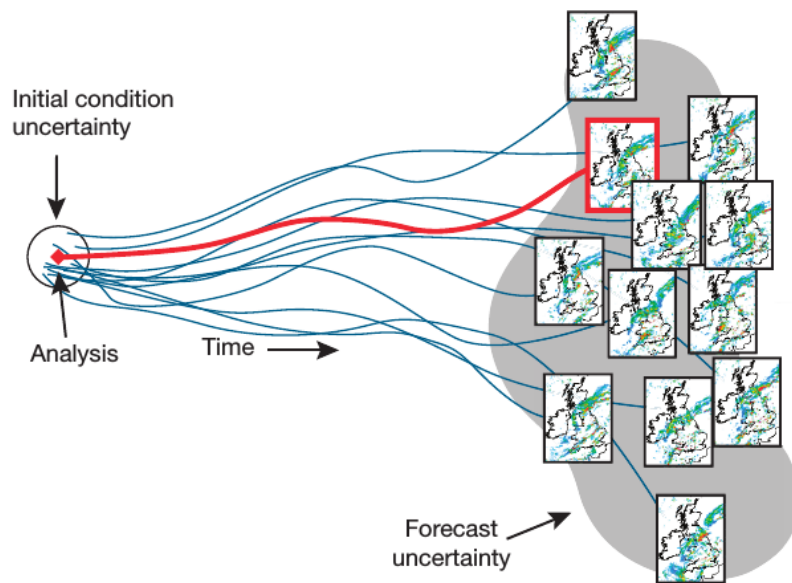 Initial condition
uncertainty
Analysis
Time
Forecast
uncertainty